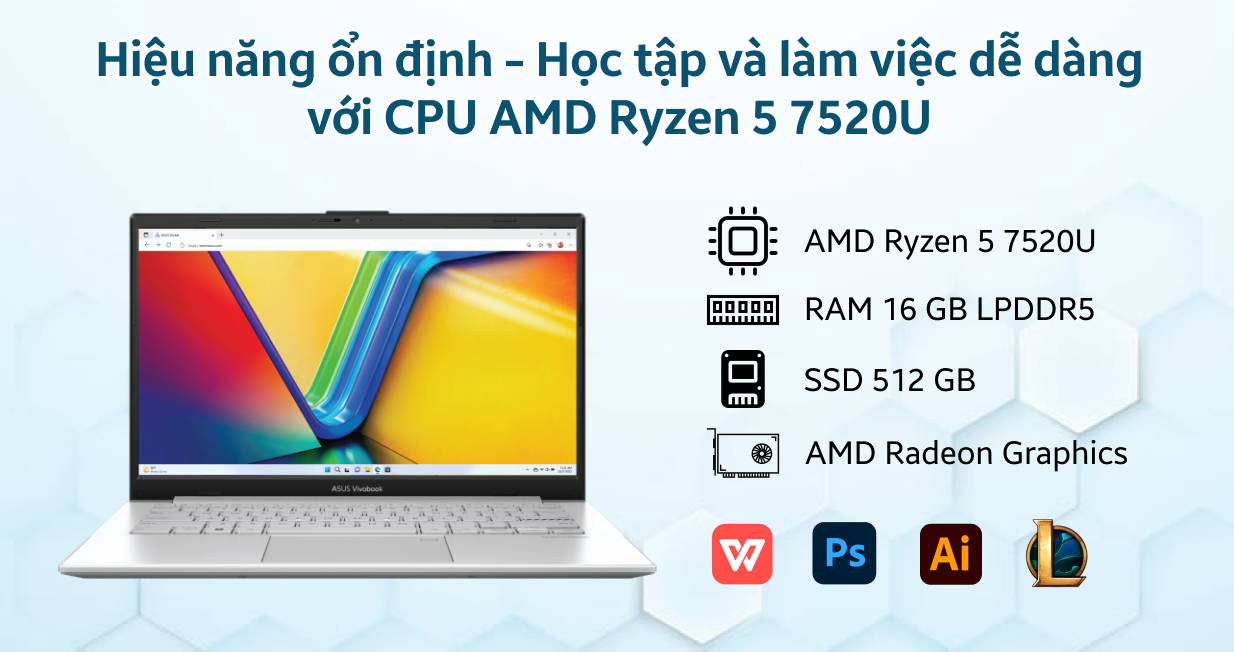 Hiệu năng ổn định – Học tập và làm việc dễ dàng
với CPU AMD Ryzen 5 7520U
AMD Ryzen 5 7520U
RAM 16 GB LPDDR5
SSD 512 GB
AMD Radeon Graphics
ASUS Vivobook
W
Ps
Ai
L